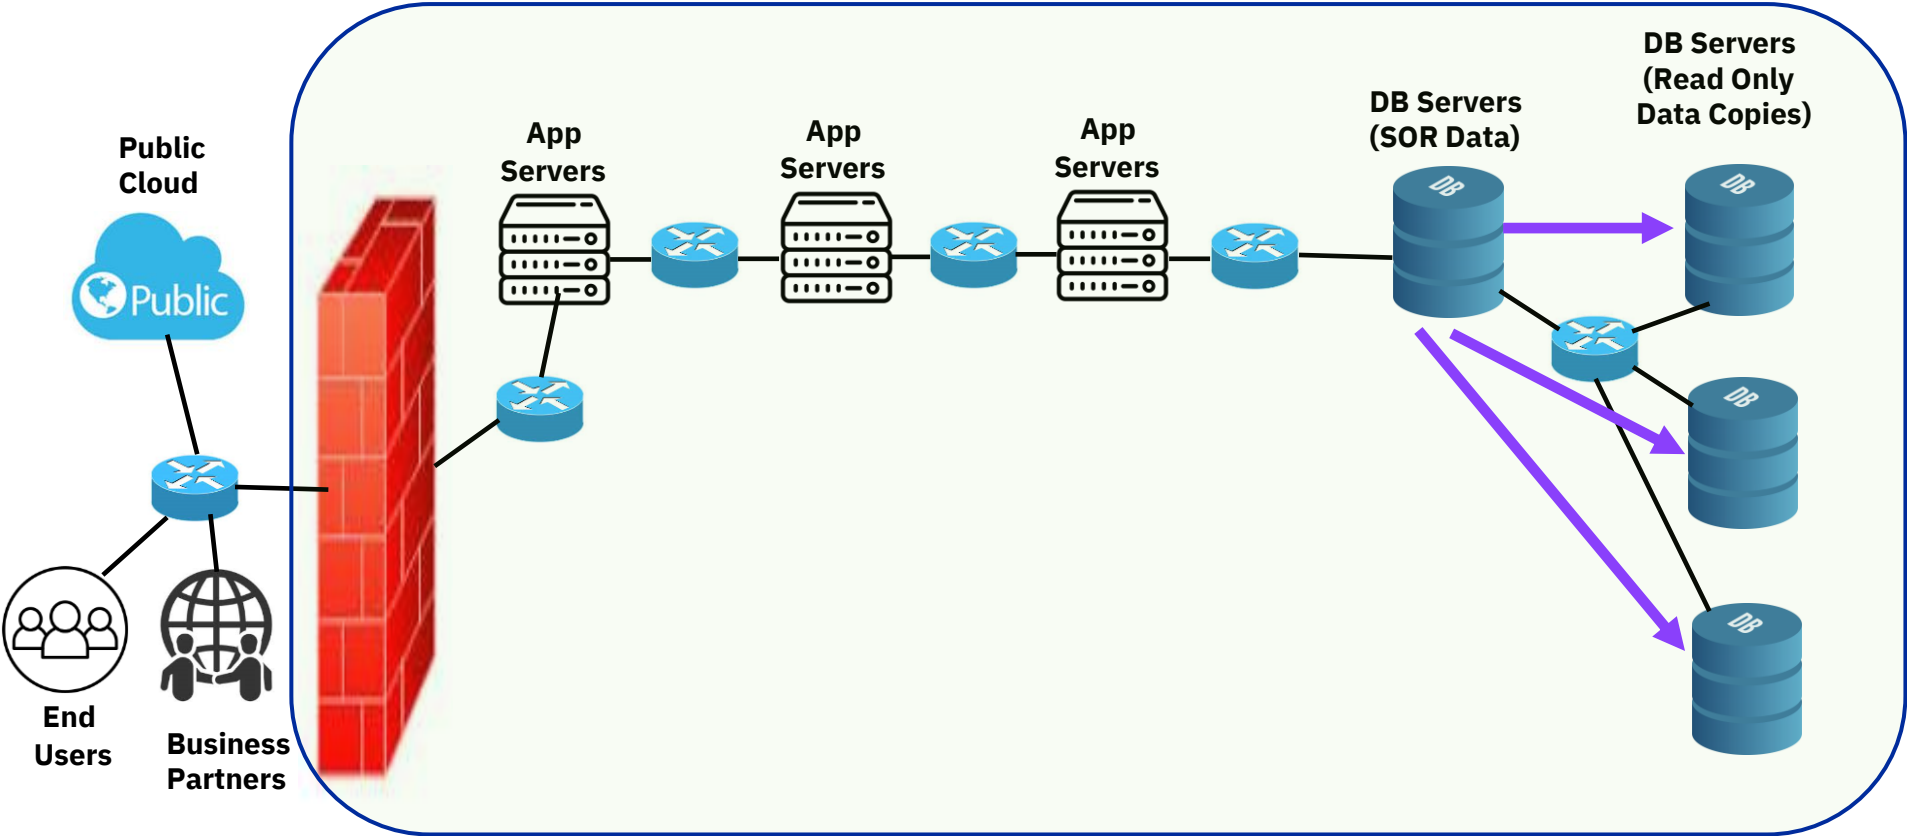 Public
Cloud
Public
End
Users
Business
Partners
App
Servers
App
Servers
App
Servers
DB Servers
(SOR Data)
DB
DB Servers
(Read Only
Data Copies)
DB
DB
DB